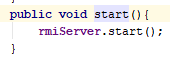 public void start(){
rmiServer.start();
}